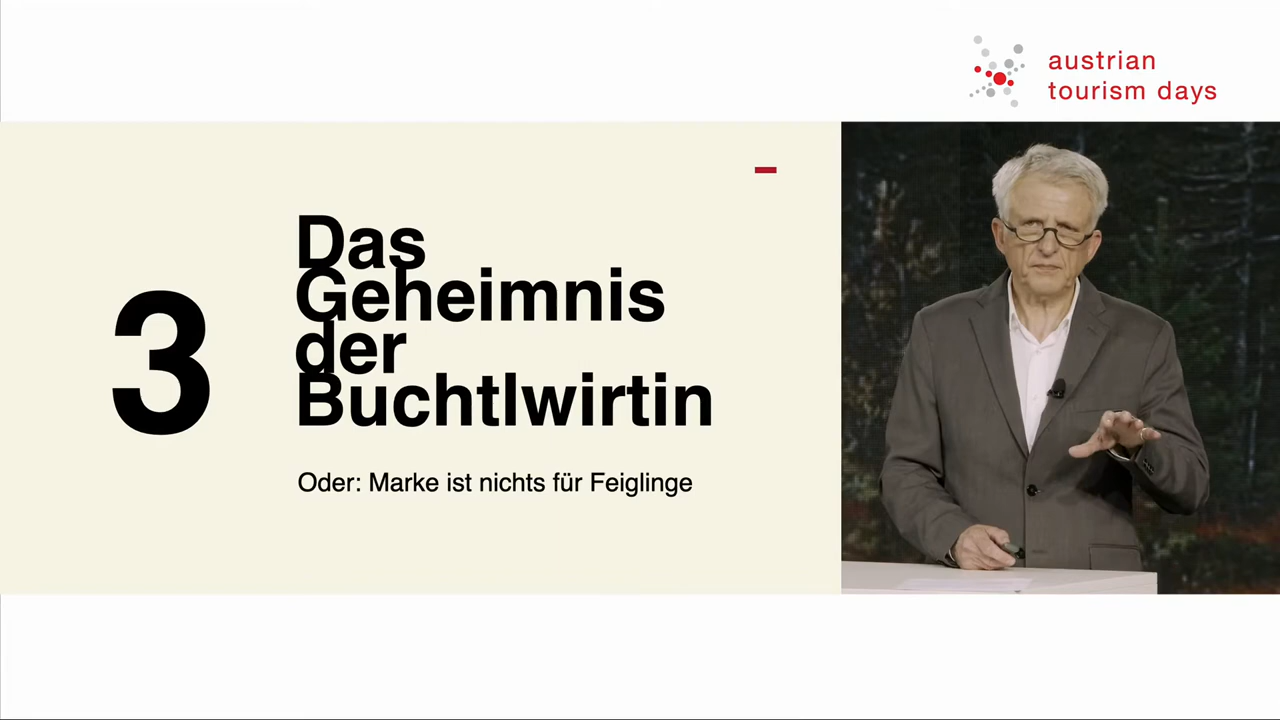 austrian
tourism days
3
Das
Geheimnis
der
Buchtlwirtin
Oder: Marke ist nichts für Feiglinge